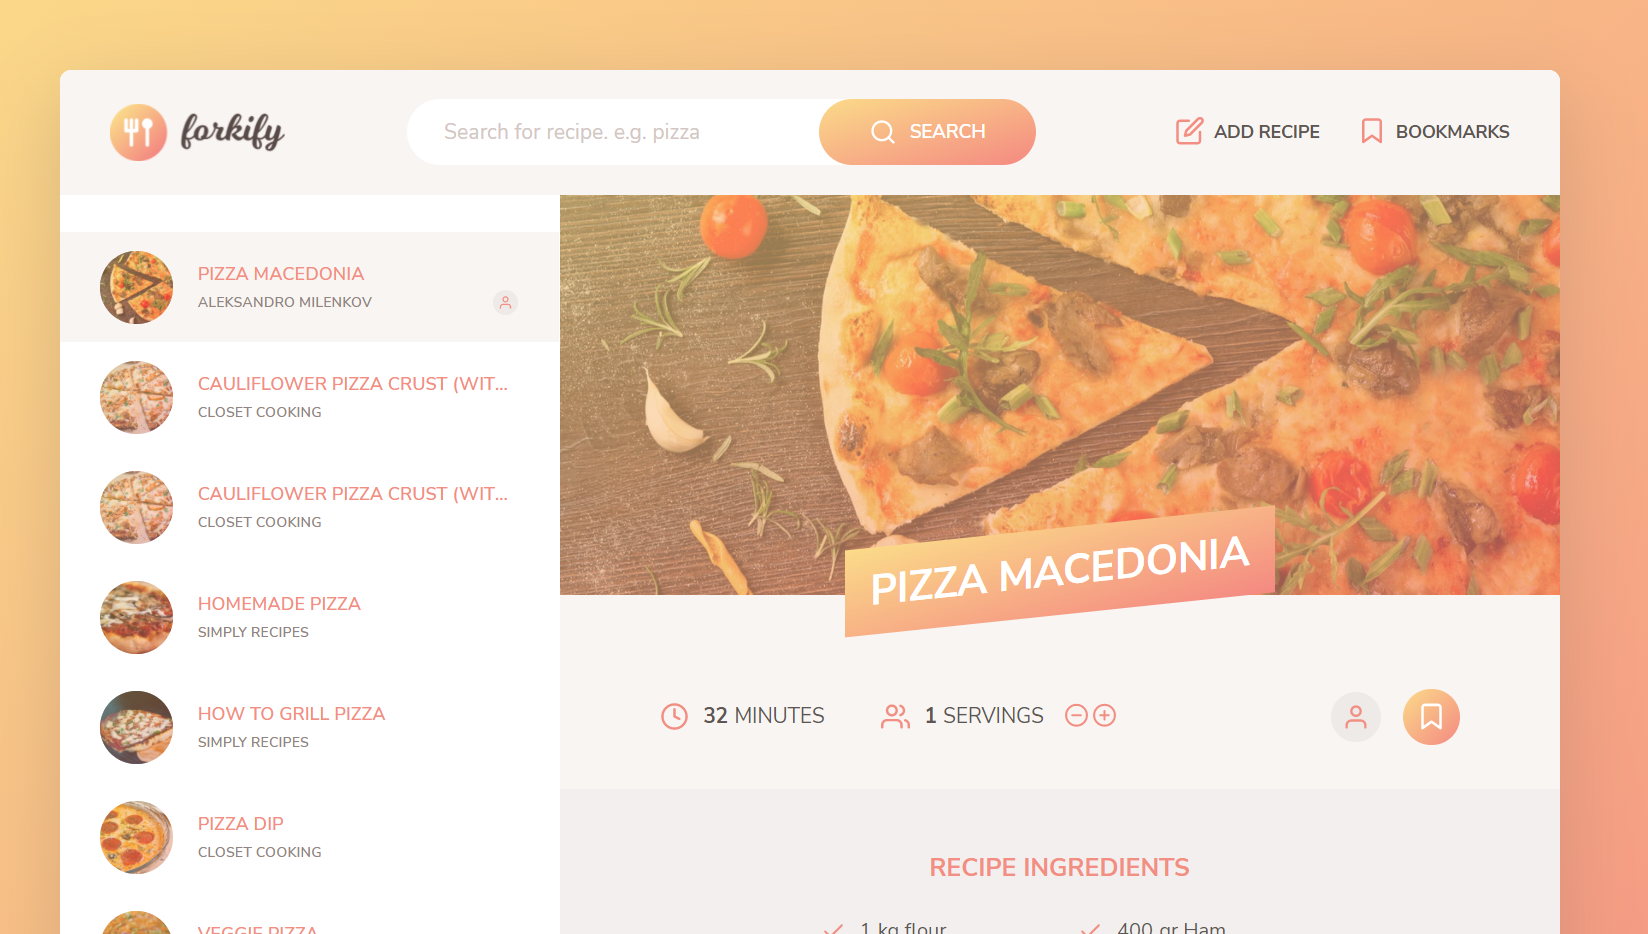 forkify
Search for recipe. e.g. pizza
SEARCH
ADD RECIPE
BOOKMARKS
PIZZA MACEDONIA
ALEKSANDRO MILENKOV
CAULIFLOWER PIZZA CRUST (WIT...
CLOSET COOKING
CAULIFLOWER PIZZA CRUST (WIT...
CLOSET COOKING
HOMEMADE PIZZA
SIMPLY RECIPES
HOW TO GRILL PIZZA
SIMPLY RECIPES
PIZZA DIP
CLOSET COOKING
VEGGIE PIZZA
PIZZA MACEDONIA
32 MINUTES
1 SERVINGS
RECIPE INGREDIENTS
1 kg flour
400 gr Ham